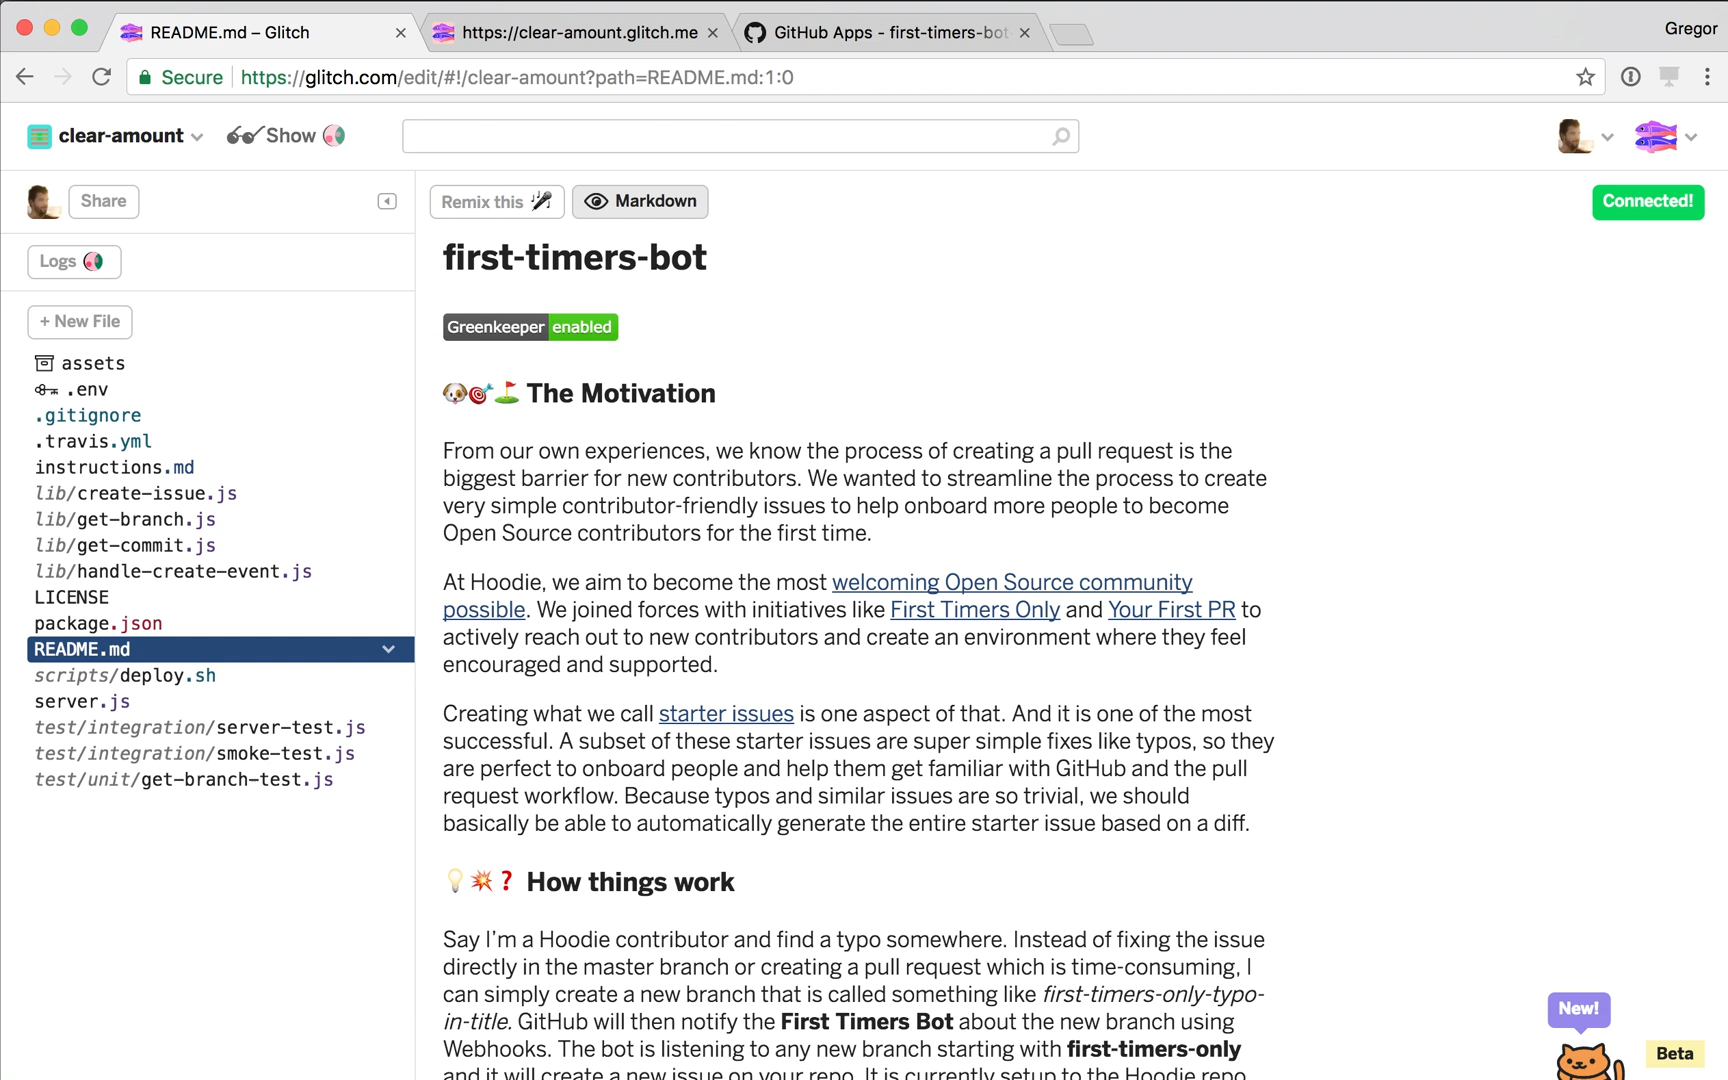 README.md – Glitch
https://clear-amount.glitch.me
GitHub Apps - first-timers-bot
Gregor
Secure https://glitch.com/edit/#!/clear-amount?path=README.md:1:0
clear-amount
Show
Share
Remix this
Markdown
Connected!
Logs
+ New File
assets
.env
.gitignore
.travis.yml
instructions.md
lib/create-issue.js
lib/get-branch.js
lib/get-commit.js
lib/handle-create-event.js
LICENSE
package.json
README.md
scripts/deploy.sh
server.js
test/integration/server-test.js
test/integration/smoke-test.js
test/unit/get-branch-test.js
first-timers-bot
Greenkeeper enabled
The Motivation
From our own experiences, we know the process of creating a pull request is the
biggest barrier for new contributors. We wanted to streamline the process to create
very simple contributor-friendly issues to help onboard more people to become
Open Source contributors for the first time.
At Hoodie, we aim to become the most welcoming Open Source community
possible. We joined forces with initiatives like First Timers Only and Your First PR to
actively reach out to new contributors and create an environment where they feel
encouraged and supported.
Creating what we call starter issues is one aspect of that. And it is one of the most
successful. A subset of these starter issues are super simple fixes like typos, so they
are perfect to onboard people and help them get familiar with GitHub and the pull
request workflow. Because typos and similar issues are so trivial, we should
basically be able to automatically generate the entire starter issue based on a diff.
How things work
Say I'm a Hoodie contributor and find a typo somewhere. Instead of fixing the issue
directly in the master branch or creating a pull request which is time-consuming, I
can simply create a new branch that is called something like first-timers-only-typo-
in-title. GitHub will then notify the First Timers Bot about the new branch using
Webhooks. The bot is listening to any new branch starting with first-timers-only
and it will create a new issue on your repo. It is currently setup to the Hoodie repo
New!
Beta